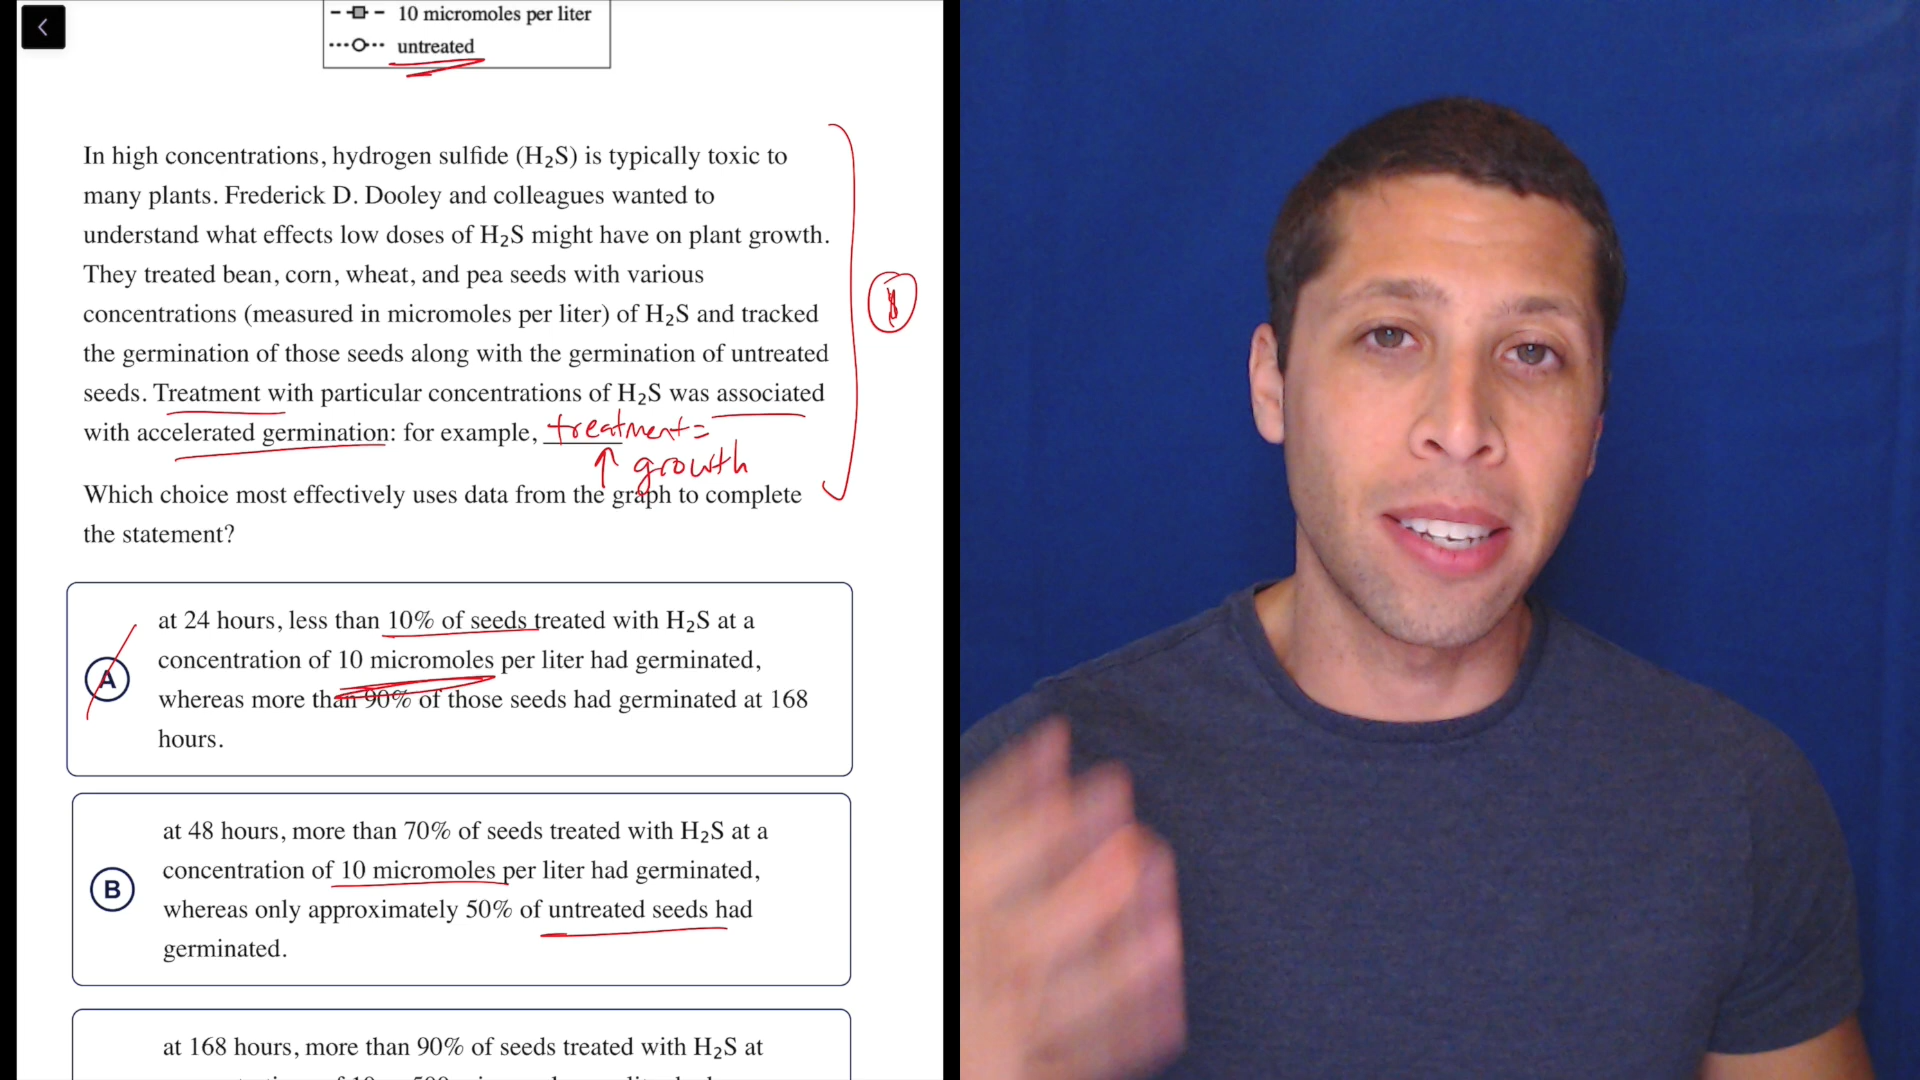 10 micromoles per liter
untreated
In high concentrations, hydrogen sulfide (H₂S) is typically toxic to
many plants. Frederick D. Dooley and colleagues wanted to
understand what effects low doses of H₂S might have on plant growth.
They treated bean, corn, wheat, and pea seeds with various
concentrations (measured in micromoles per liter) of H₂S and tracked
the germination of those seeds along with the germination of untreated
seeds. Treatment with particular concentrations of H₂S was associated
with accelerated germination: for example, treatment=
↑ growth
Which choice most effectively uses data from the graph to complete
the statement?
A
at 24 hours, less than 10% of seeds treated with H₂S at a
concentration of 10 micromoles per liter had germinated,
whereas more than 90% of those seeds had germinated at 168
hours.
B
at 48 hours, more than 70% of seeds treated with H₂S at a
concentration of 10 micromoles per liter had germinated,
whereas only approximately 50% of untreated seeds had
germinated.
at 168 hours, more than 90% of seeds treated with H₂S at